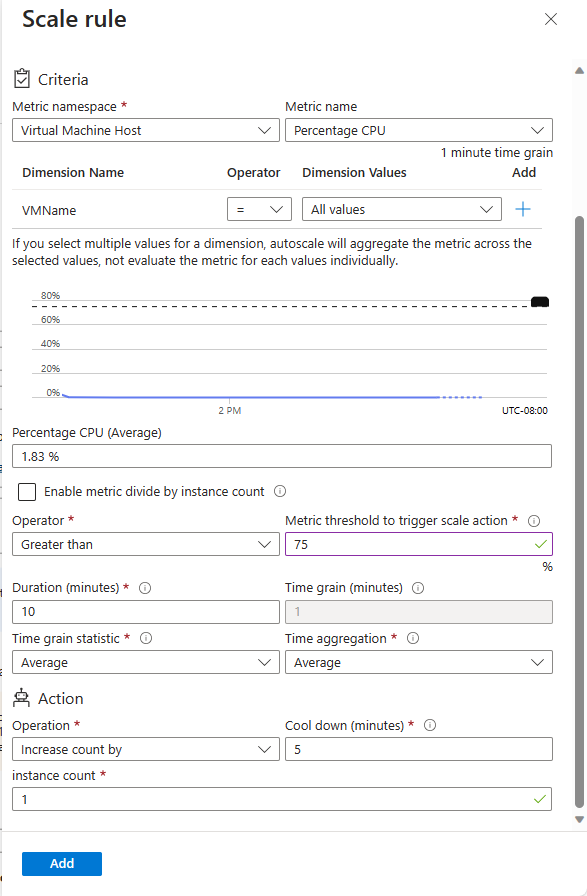 Scale rule
Criteria
Metric namespace *
Metric name
Virtual Machine Host
Percentage CPU
1 minute time grain
Dimension Name Operator Dimension Values Add
VMName = All values
If you select multiple values for a dimension, autoscale will aggregate the metric across the
selected values, not evaluate the metric for each values individually.
80%
60%
40%
20%
0%
2 PM
UTC-08:00
Percentage CPU (Average)
1.83 %
Enable metric divide by instance count
Operator *
Metric threshold to trigger scale action *
Greater than
75
%
Duration (minutes) *
Time grain (minutes)
10
1
Time grain statistic *
Time aggregation *
Average
Average
Action
Operation *
Cool down (minutes) *
Increase count by
5
instance count *
1
Add